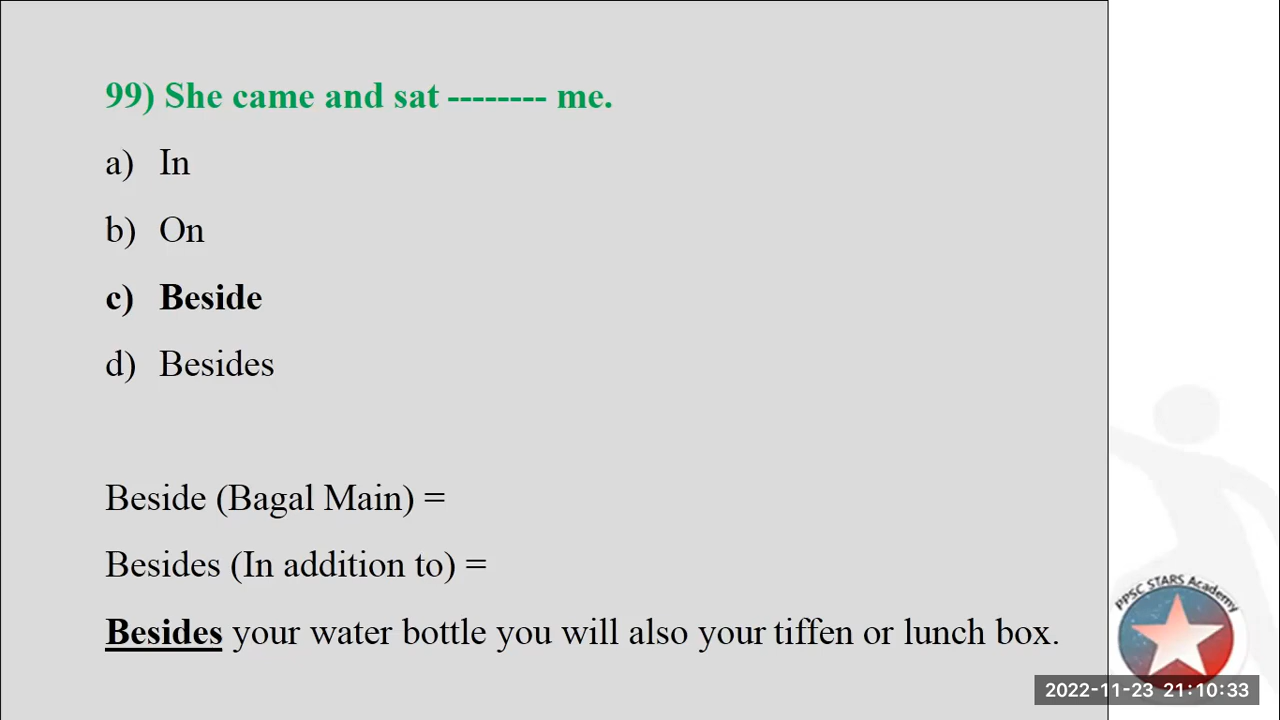 99) She came and sat -------- me.
a) In
b) On
c) Beside
d) Besides
Beside (Bagal Main) =
Besides (In addition to) =
Besides your water bottle you will also your tiffen or lunch box.
PPSC STARS Academy
2022-11-23 21:10:33